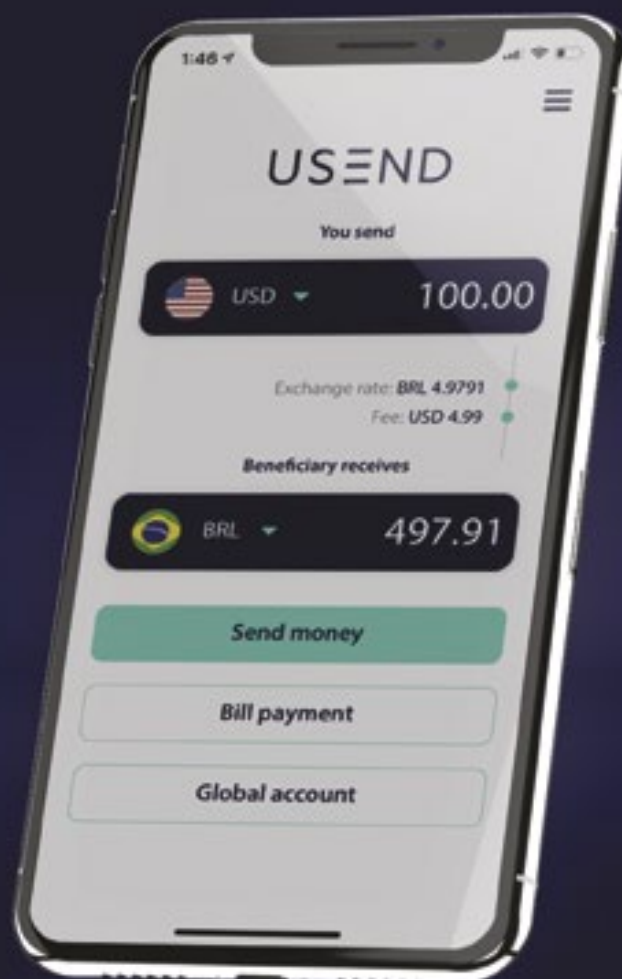 1:46
USEND
You send
USD 100.00
Exchange rate: BRL 4.9791
Fee: USD 4.99
Beneficiary receives
BRL 497.91
Send money
Bill payment
Global account